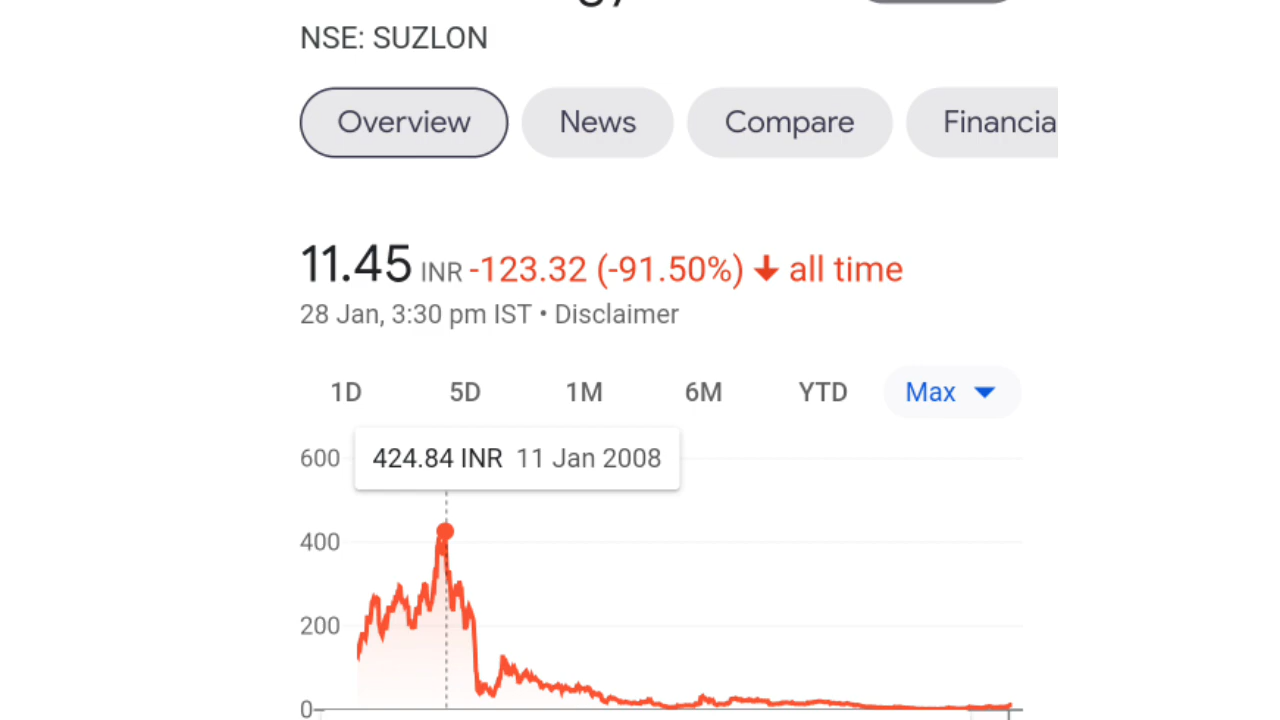 NSE: SUZLON
Overview News Compare Financia
11.45 INR -123.32 (-91.50%) ↓ all time
28 Jan, 3:30 pm IST • Disclaimer
1D 5D 1M 6M YTD Max
600
424.84 INR 11 Jan 2008
400
200
0